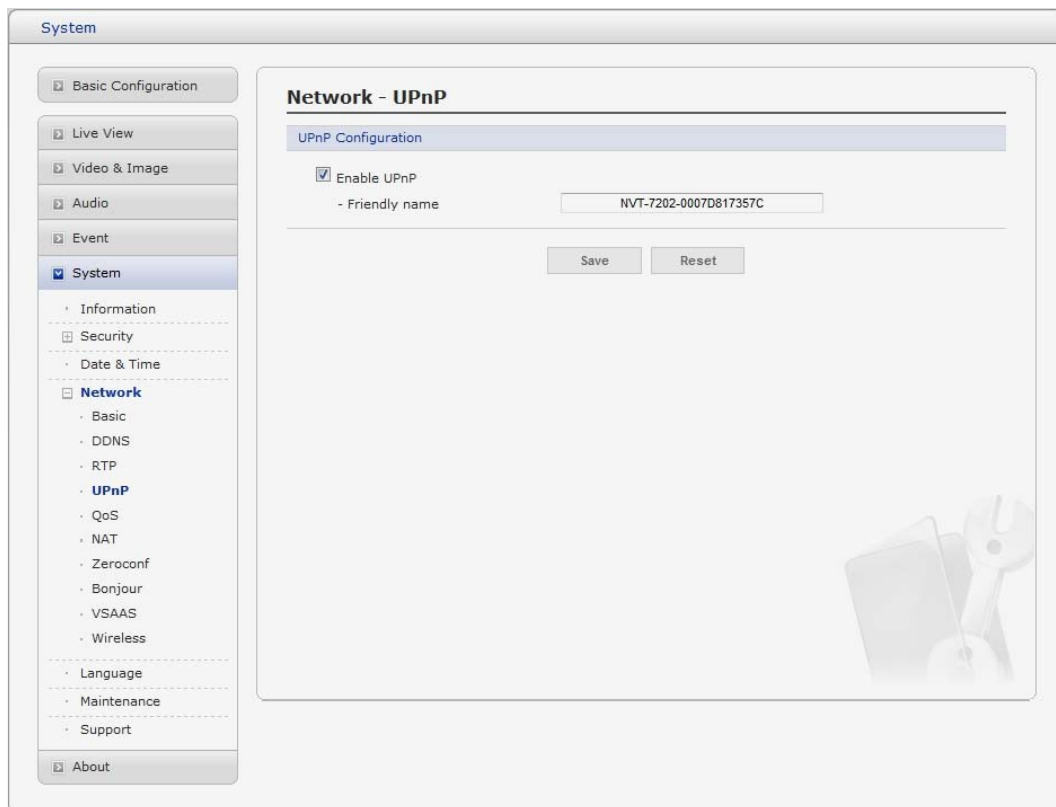 System
Basic Configuration
Live View
Video & Image
Audio
Event
System
Information
Security
Date & Time
Network
Basic
DDNS
RTP
UPnP
QoS
NAT
Zeroconf
Bonjour
VSAAS
Wireless
Language
Maintenance
Support
About
Network - UPnP
UPnP Configuration
Enable UPnP
- Friendly name NVT-7202-0007D817357C
Save Reset